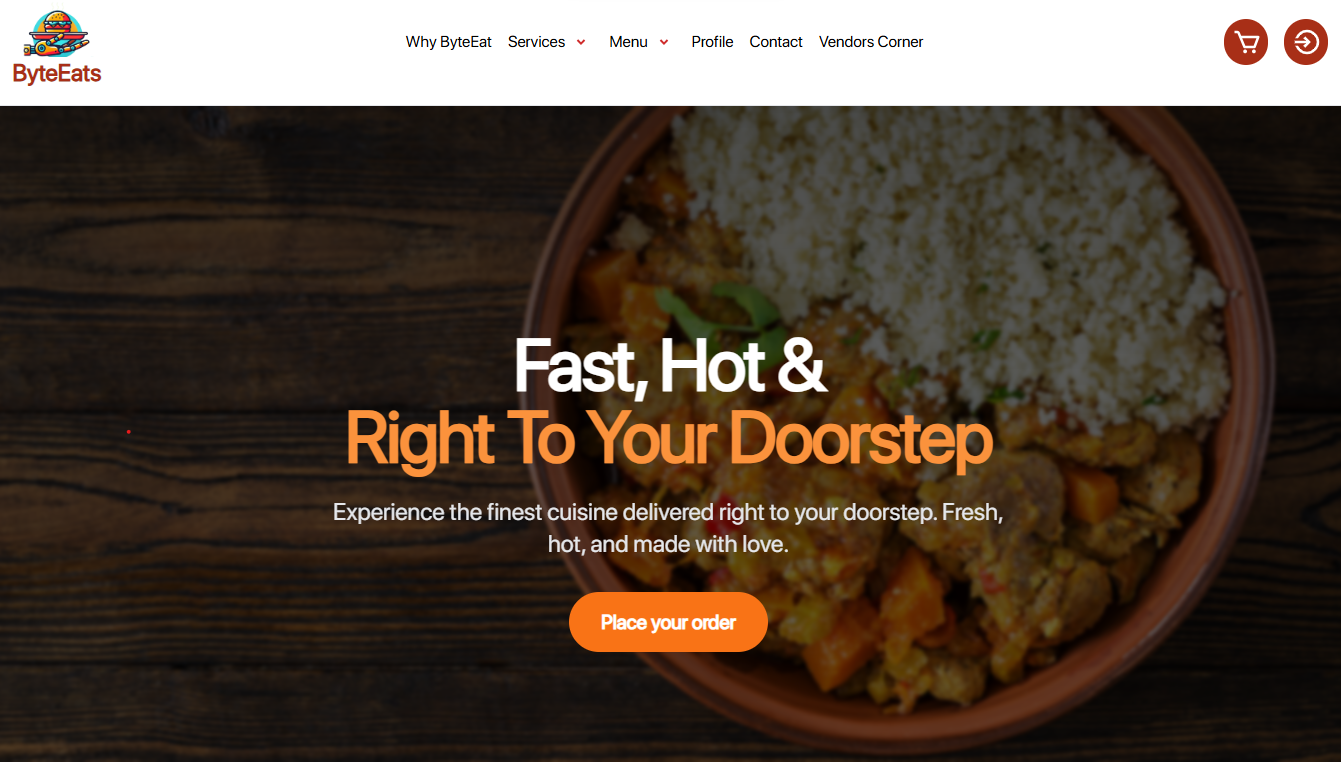 ByteEats
Why ByteEat Services Menu Profile Contact Vendors Corner
Fast, Hot &
Right To Your Doorstep
Experience the finest cuisine delivered right to your doorstep. Fresh,
hot, and made with love.
Place your order